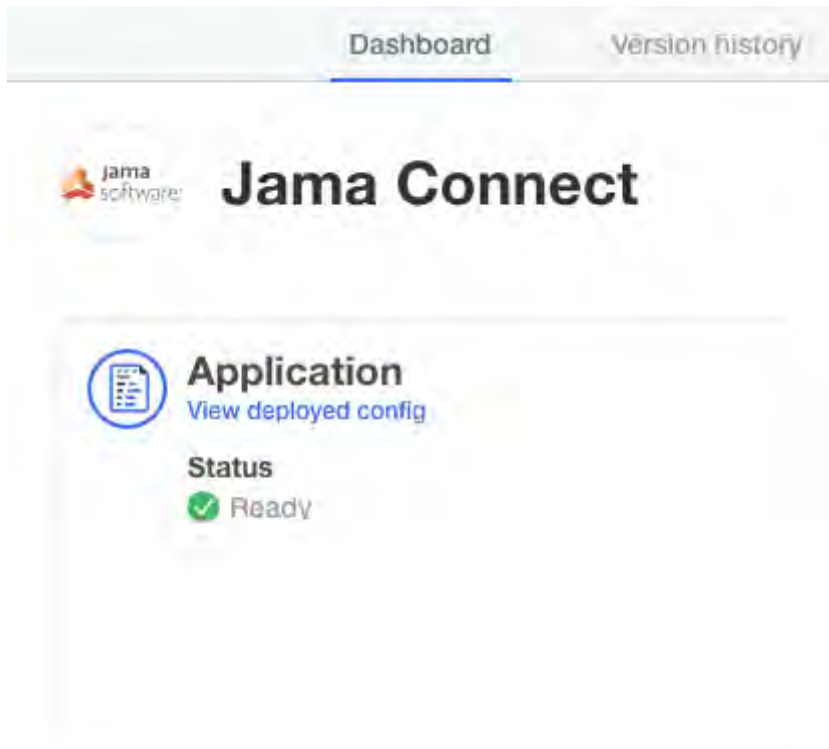 Dashboard Version history
jama
software
Jama Connect
Application
View deployed config
Status
Ready